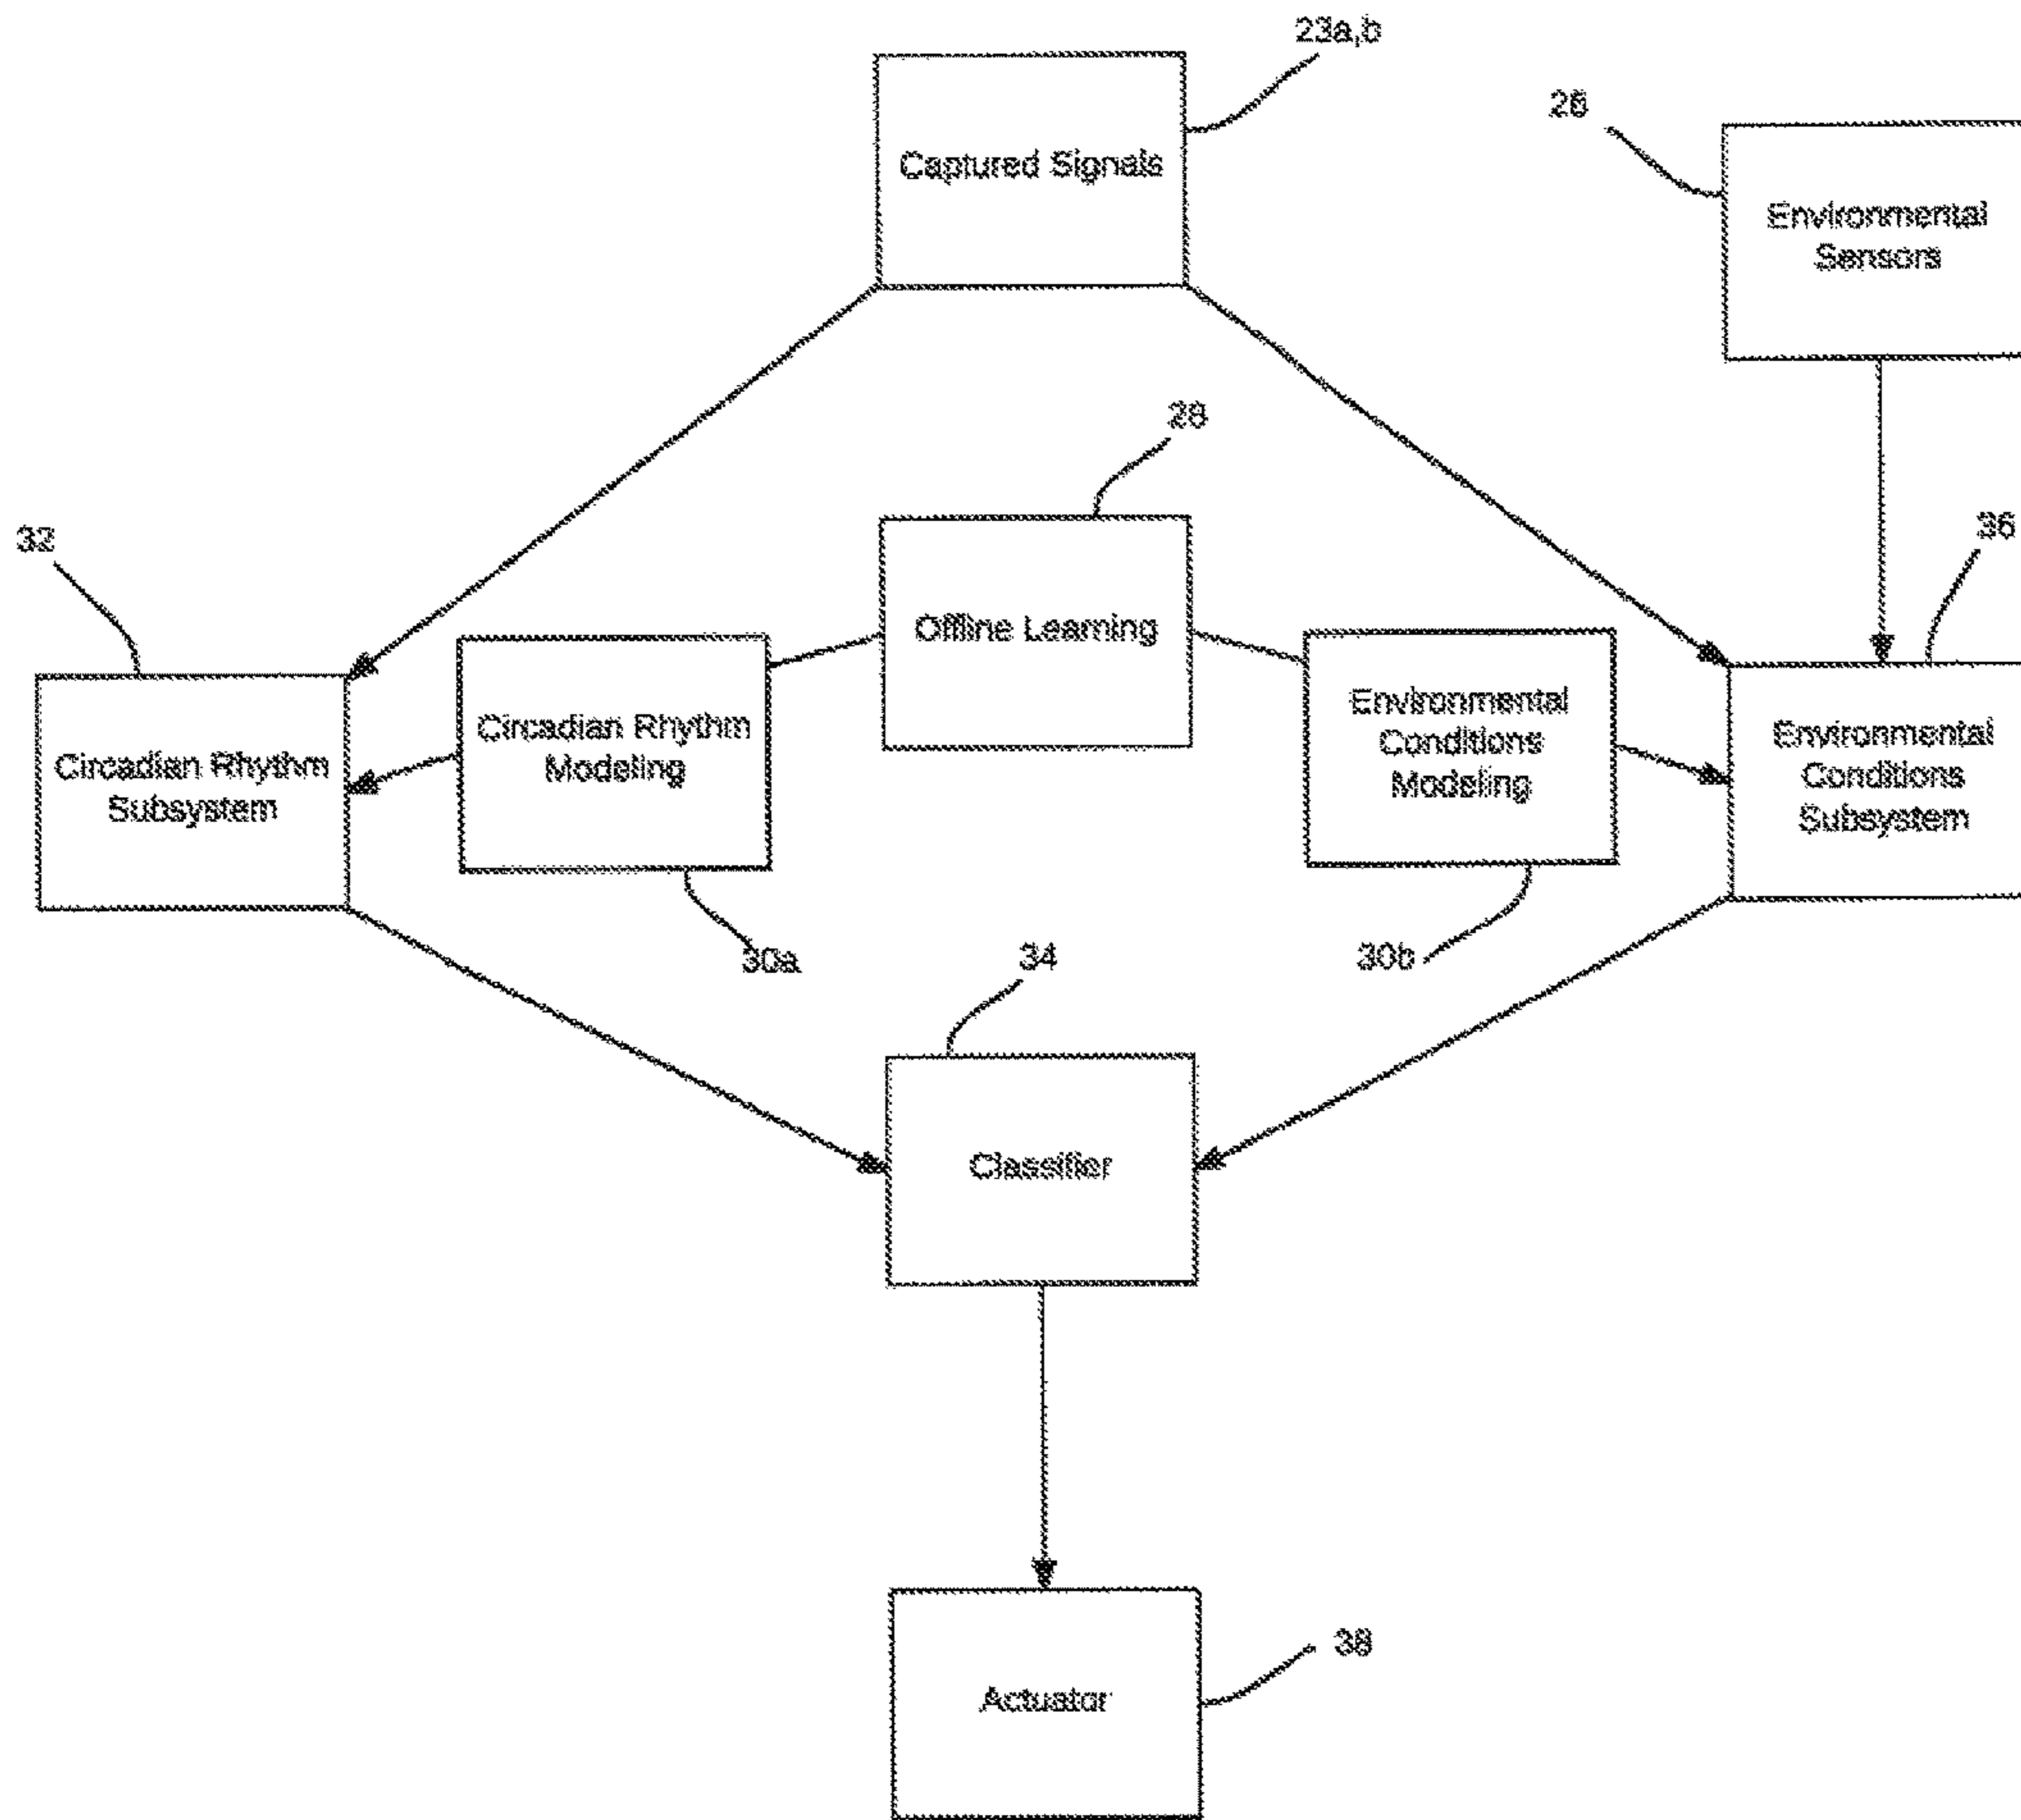 23a,b
Captured Signals
26
Environmental
Sensors
28
Offline Learning
32
Circadian Rhythm
Subsystem
Circadian Rhythm
Modeling
30a
Environmental
Conditions
Modeling
30b
36
Environmental
Conditions
Subsystem
34
Classifier
Actuator
38